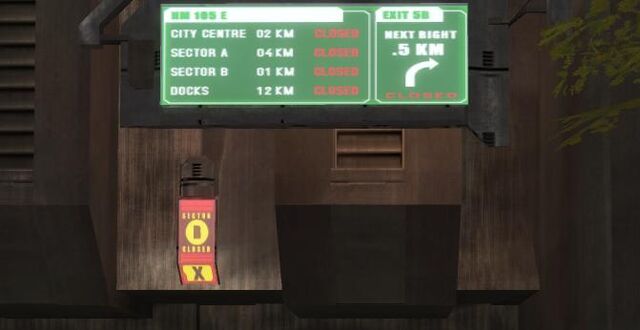 HM 105 E
CITY CENTRE 02 KM CLOSED
SECTOR A 04 KM CLOSED
SECTOR B 01 KM CLOSED
DOCKS 12 KM CLOSED
EXIT 5B
NEXT RIGHT
.5 KM
CLOSED
SECTOR
0
CLOSED
X